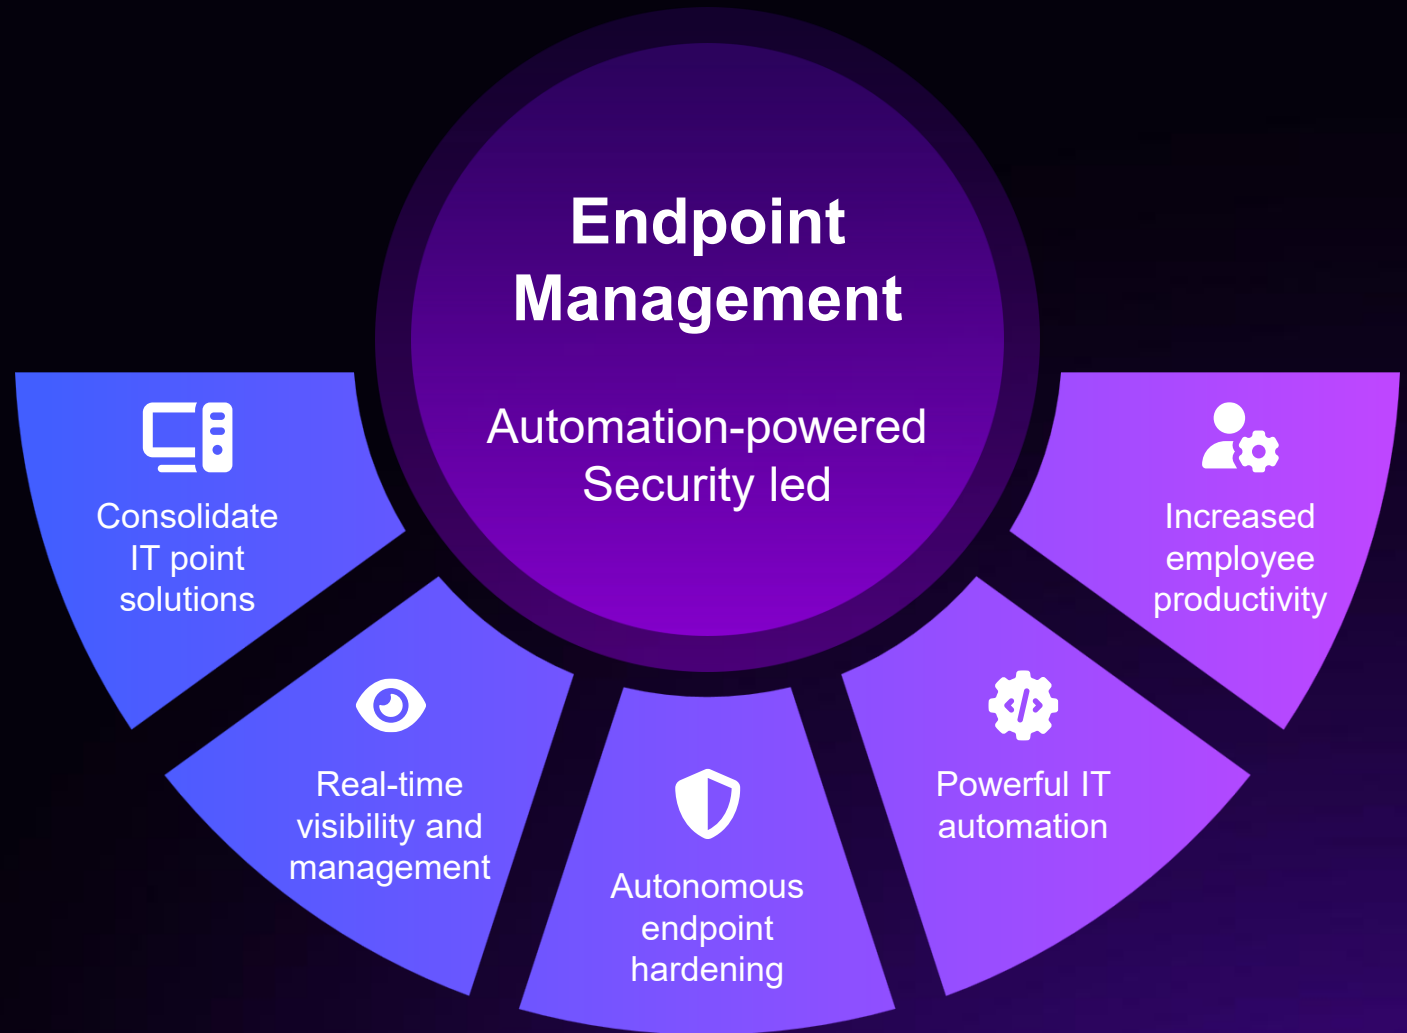 Endpoint
Management
Automation-powered
Security led
Consolidate
IT point
solutions
Real-time
visibility and
management
Autonomous
endpoint
hardening
Powerful IT
automation
Increased
employee
productivity